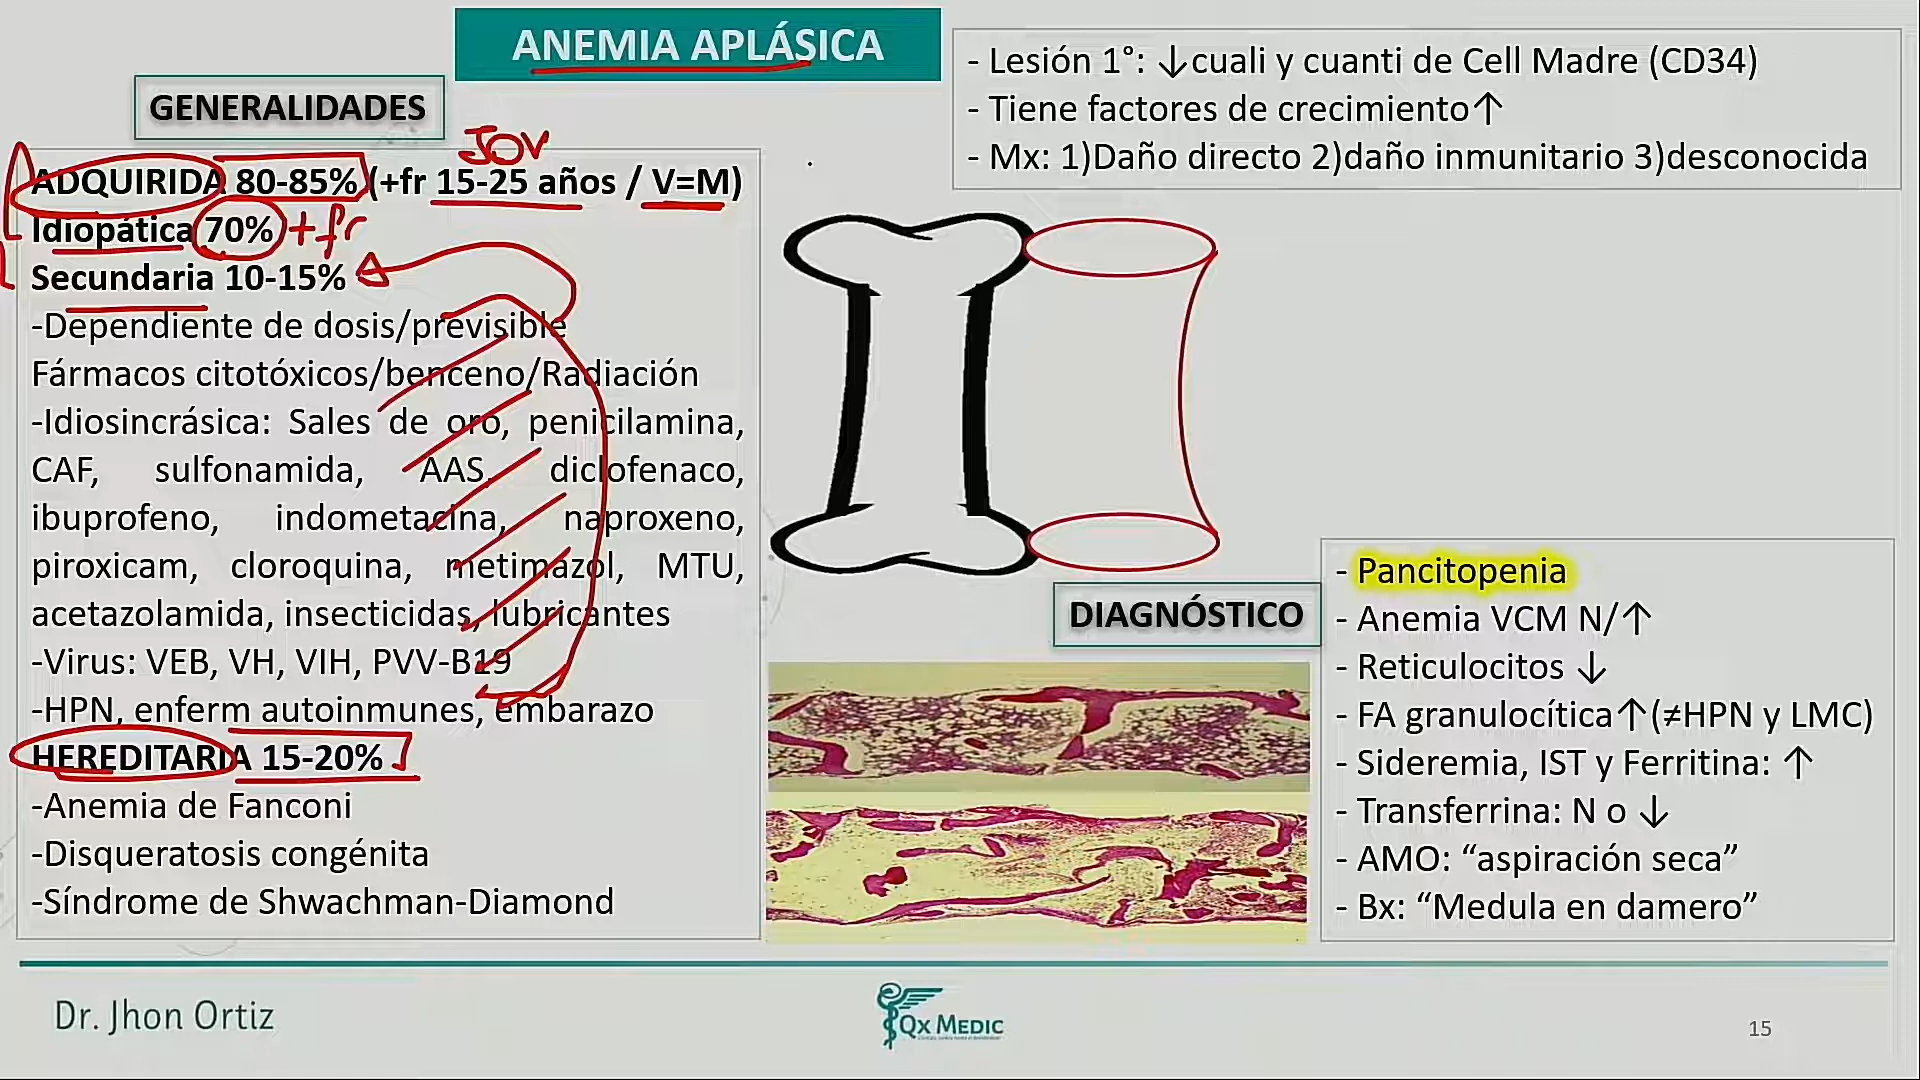 ANEMIA APLÁSICA
GENERALIDADES
JOV
ADQUIRIDA 80-85% (+fr 15-25 años / V=M)
Idiopática 70% +fr
Secundaria 10-15%
-Dependiente de dosis/previsible
Fármacos citotóxicos/benceno/Radiación
-Idiosincrásica: Sales de oro, penicilamina,
CAF, sulfonamida, AAS, diclofenaco,
ibuprofeno, indometacina, naproxeno,
piroxicam, cloroquina, metimazol, MTU,
acetazolamida, insecticidas, lubricantes
-Virus: VEB, VH, VIH, PVV-B19
-HPN, enferm autoinmunes, embarazo
HEREDITARIA 15-20%
-Anemia de Fanconi
-Disqueratosis congénita
-Síndrome de Shwachman-Diamond
- Lesión 1°: ↓cuali y cuanti de Cell Madre (CD34)
- Tiene factores de crecimiento↑
- Mx: 1)Daño directo 2)daño inmunitario 3)desconocida
DIAGNÓSTICO
- Pancitopenia
- Anemia VCM N/↑
- Reticulocitos ↓
- FA granulocítica↑(≠HPN y LMC)
- Sideremia, IST y Ferritina: ↑
- Transferrina: N o ↓
- AMO: “aspiración seca”
- Bx: “Medula en damero”
Dr. Jhon Ortiz
QX MEDIC
15